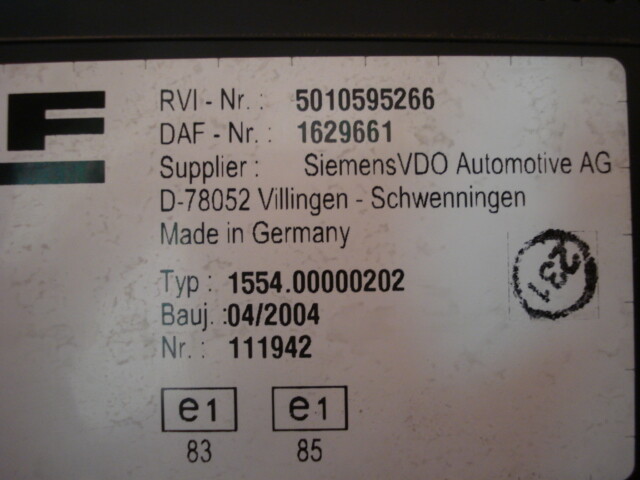 RVI - Nr. : 5010595266
DAF - Nr. : 1629661
Supplier : SiemensVDO Automotive AG
D-78052 Villingen - Schwenningen
Made in Germany
231
Typ : 1554.00000202
Bauj. :04/2004
Nr. : 111942
e1 e1
83 85